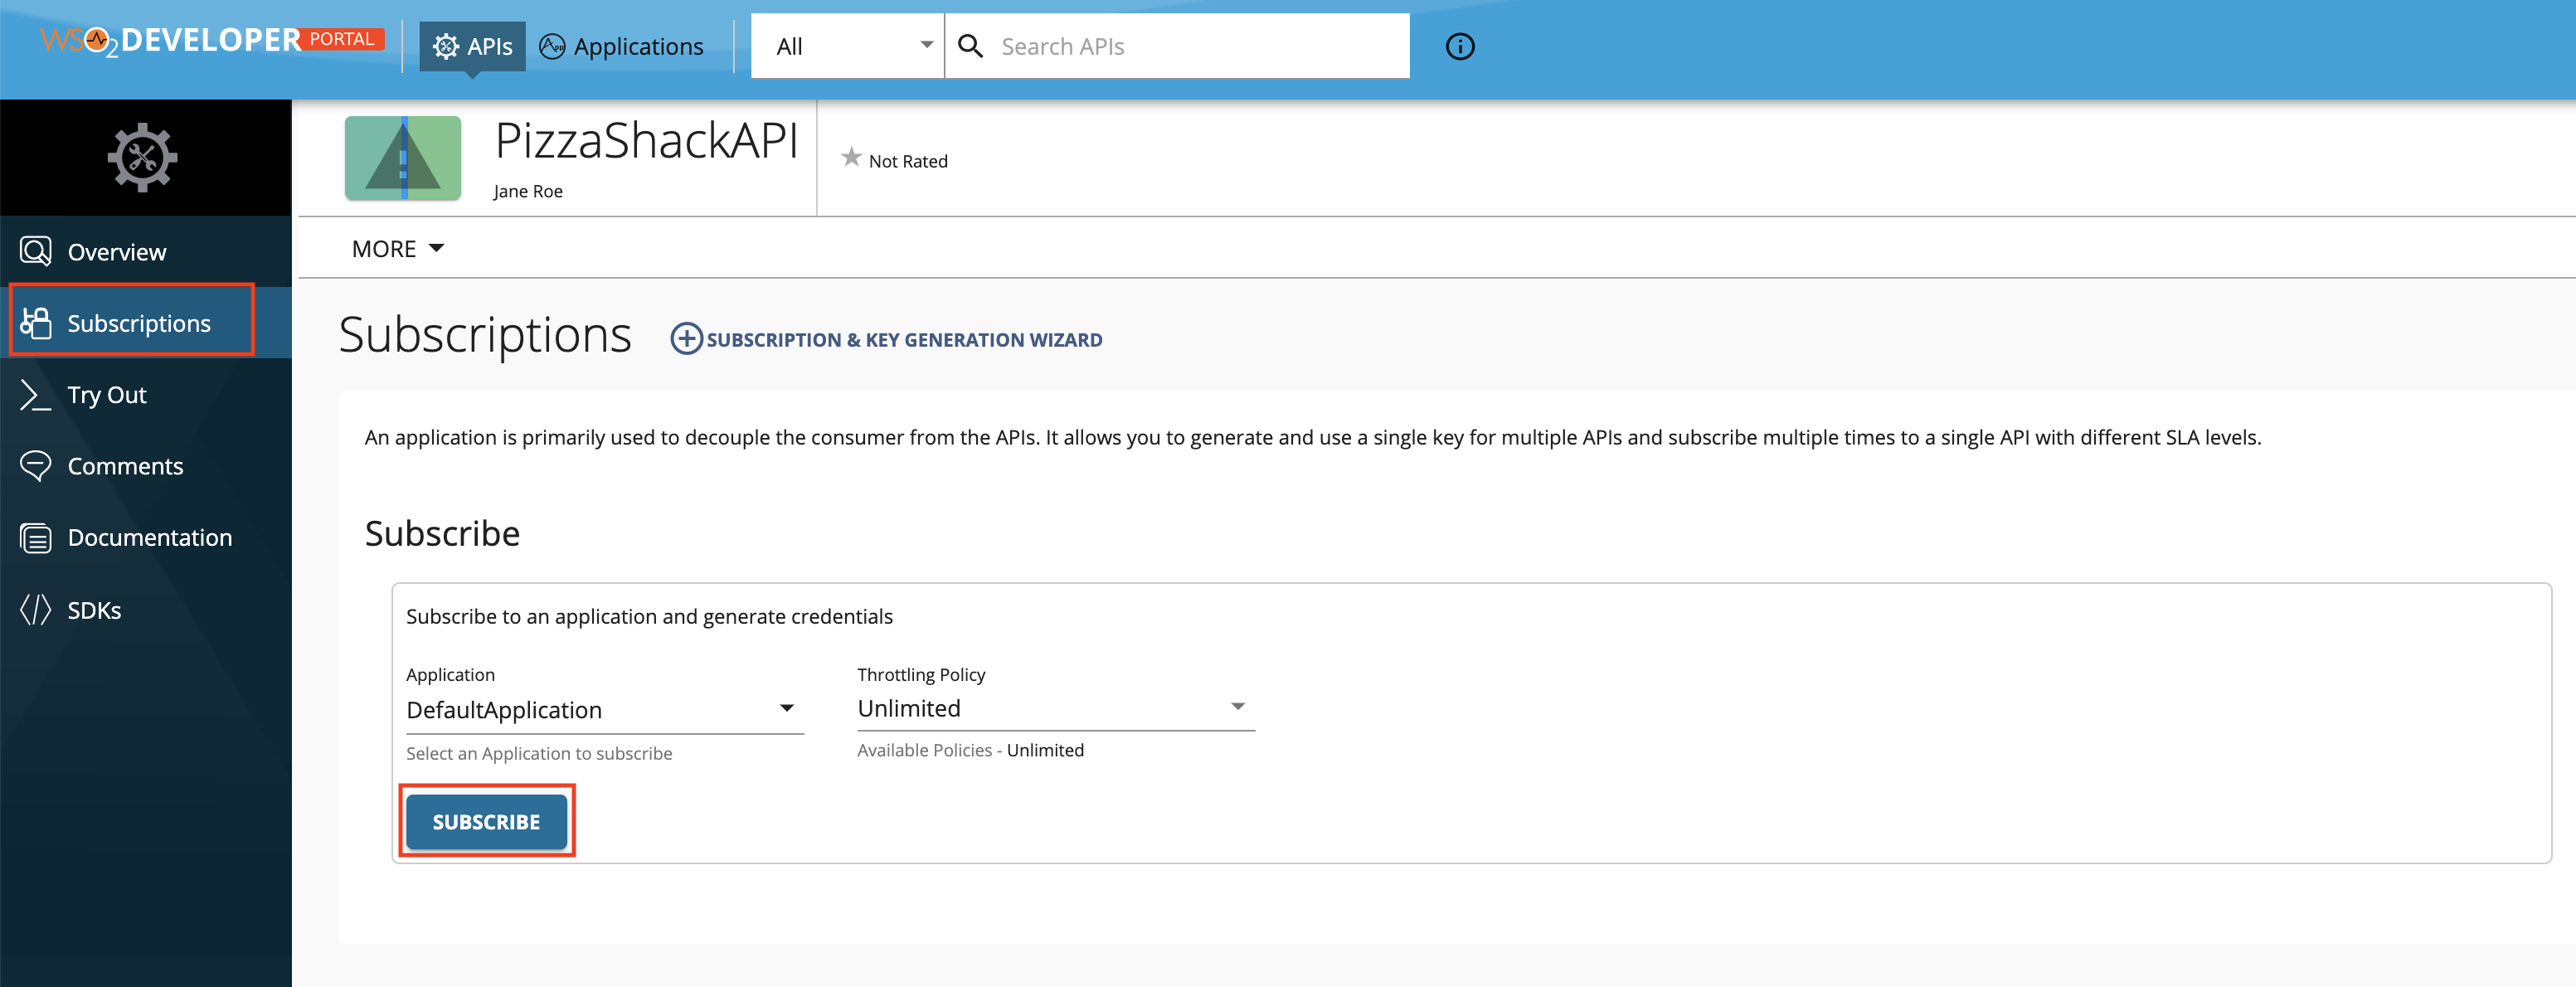 WSO2 DEVELOPER PORTAL
APIs
Applications
All
Search APIs
PizzaShackAPI
Jane Roe
Not Rated
MORE
Overview
Subscriptions
Try Out
Comments
Documentation
SDKs
Subscriptions
SUBSCRIPTION & KEY GENERATION WIZARD
An application is primarily used to decouple the consumer from the APIs. It allows you to generate and use a single key for multiple APIs and subscribe multiple times to a single API with different SLA levels.
Subscribe
Subscribe to an application and generate credentials
Application
DefaultApplication
Select an Application to subscribe
Throttling Policy
Unlimited
Available Policies - Unlimited
SUBSCRIBE